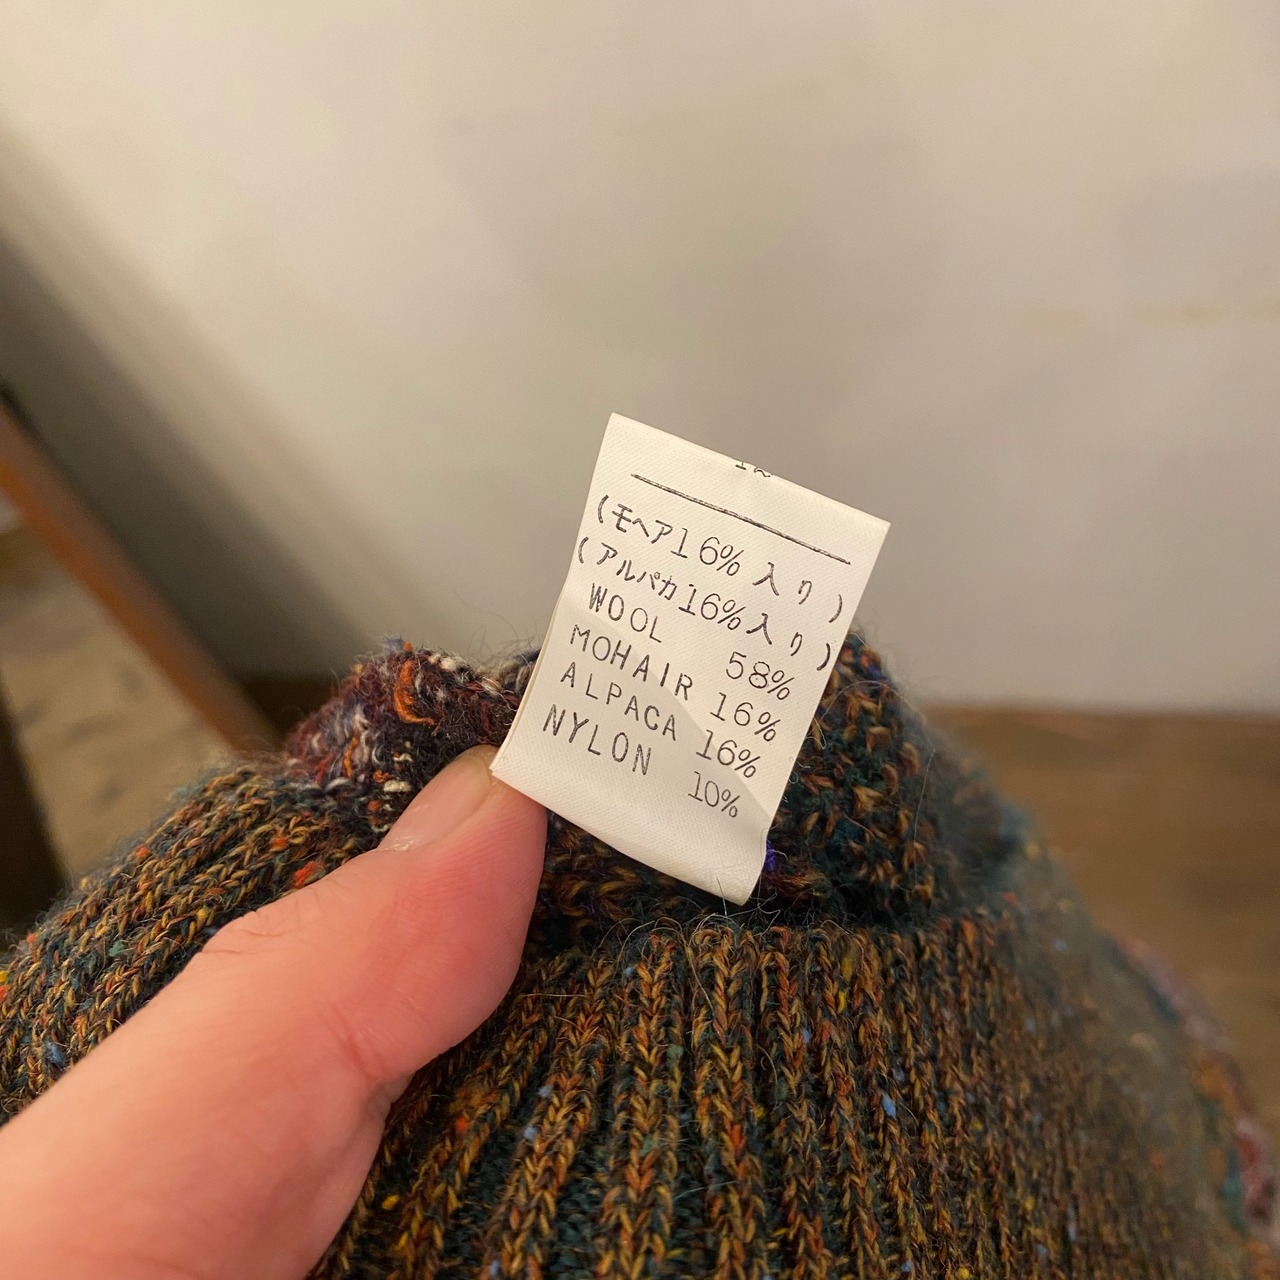 (モヘア16%入り)
(アルパカ16%入り)
WOOL 58%
MOHAIR 16%
ALPACA 16%
NYLON 10%